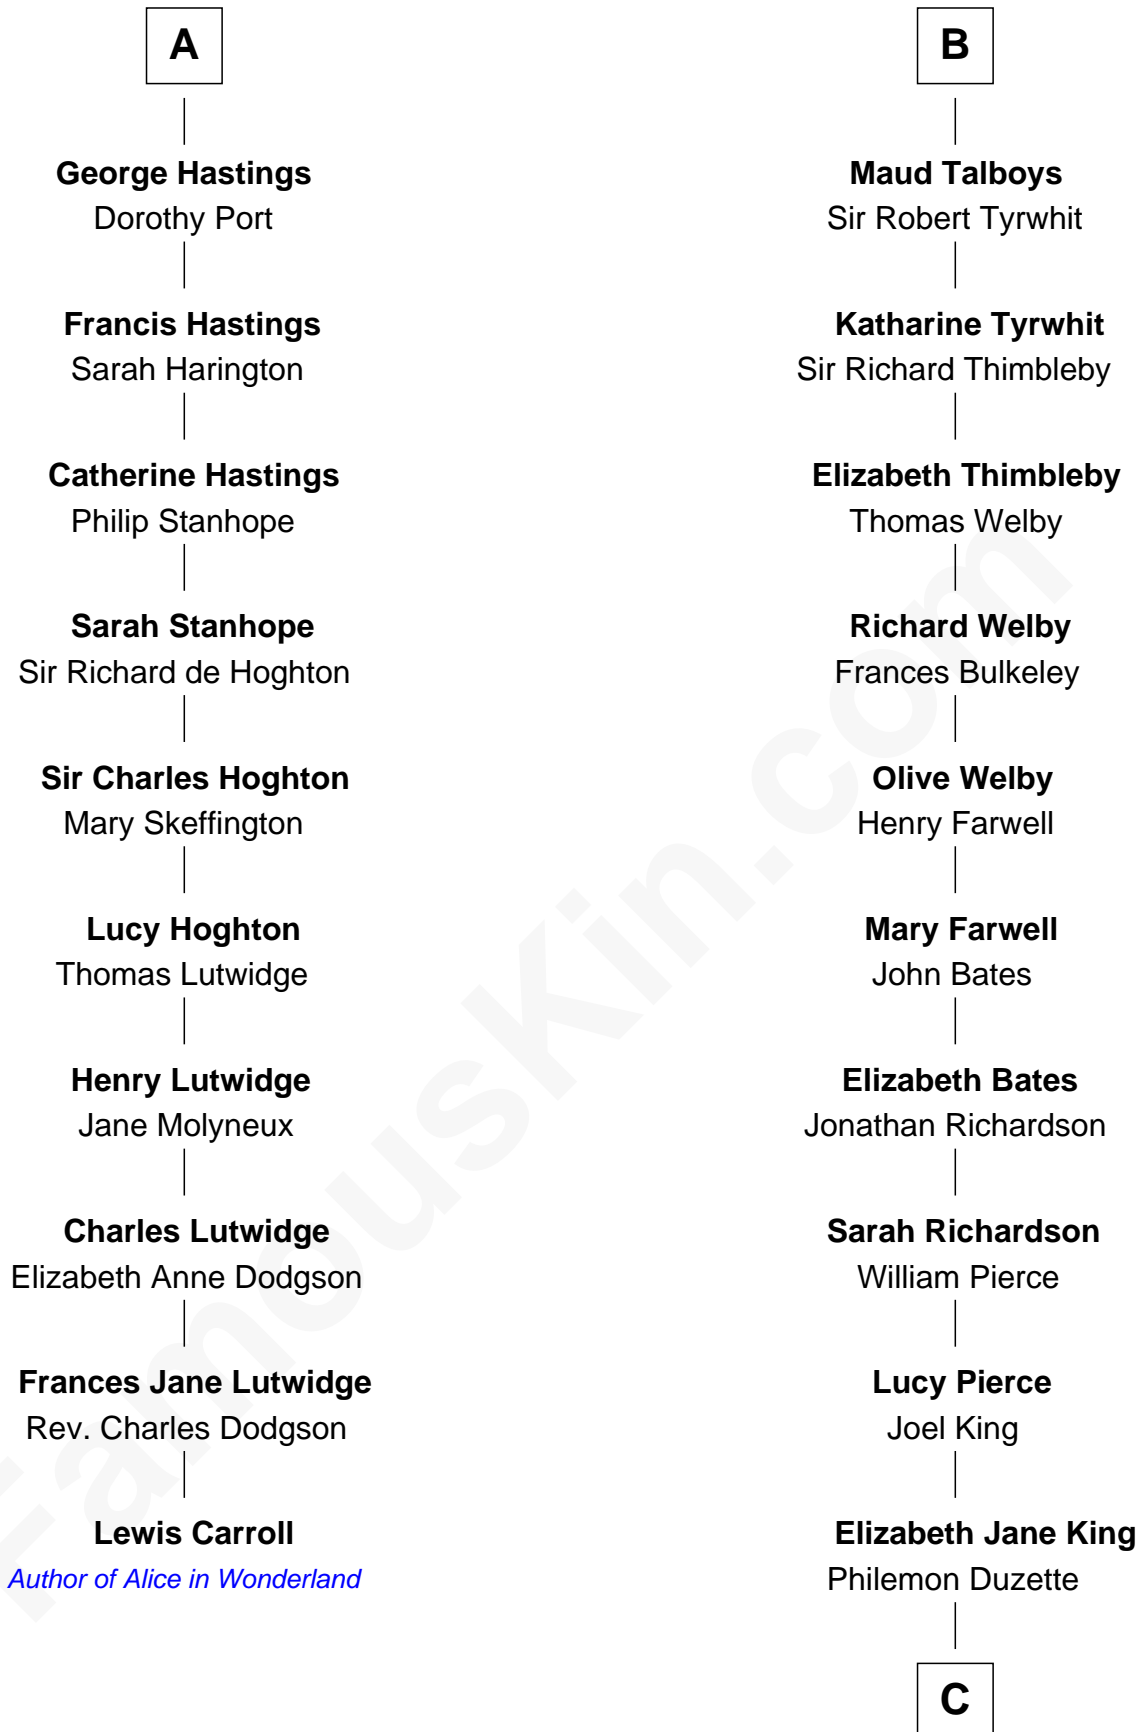 A
George Hastings
Dorothy Port
Francis Hastings
Sarah Harington
Catherine Hastings
Philip Stanhope
Sarah Stanhope
Sir Richard de Hoghton
Sir Charles Hoghton
Mary Skeffington
Lucy Hoghton
Thomas Lutwidge
Henry Lutwidge
Jane Molyneux
Charles Lutwidge
Elizabeth Anne Dodgson
Frances Jane Lutwidge
Rev. Charles Dodgson
Lewis Carroll
Author of Alice in Wonderland
B
Maud Talboys
Sir Robert Tyrwhit
Katharine Tyrwhit
Sir Richard Thimbleby
Elizabeth Thimbleby
Thomas Welby
Richard Welby
Frances Bulkeley
Olive Welby
Henry Farwell
Mary Farwell
John Bates
Elizabeth Bates
Jonathan Richardson
Sarah Richardson
William Pierce
Lucy Pierce
Joel King
Elizabeth Jane King
Philemon Duzette
C
FamousKin.com